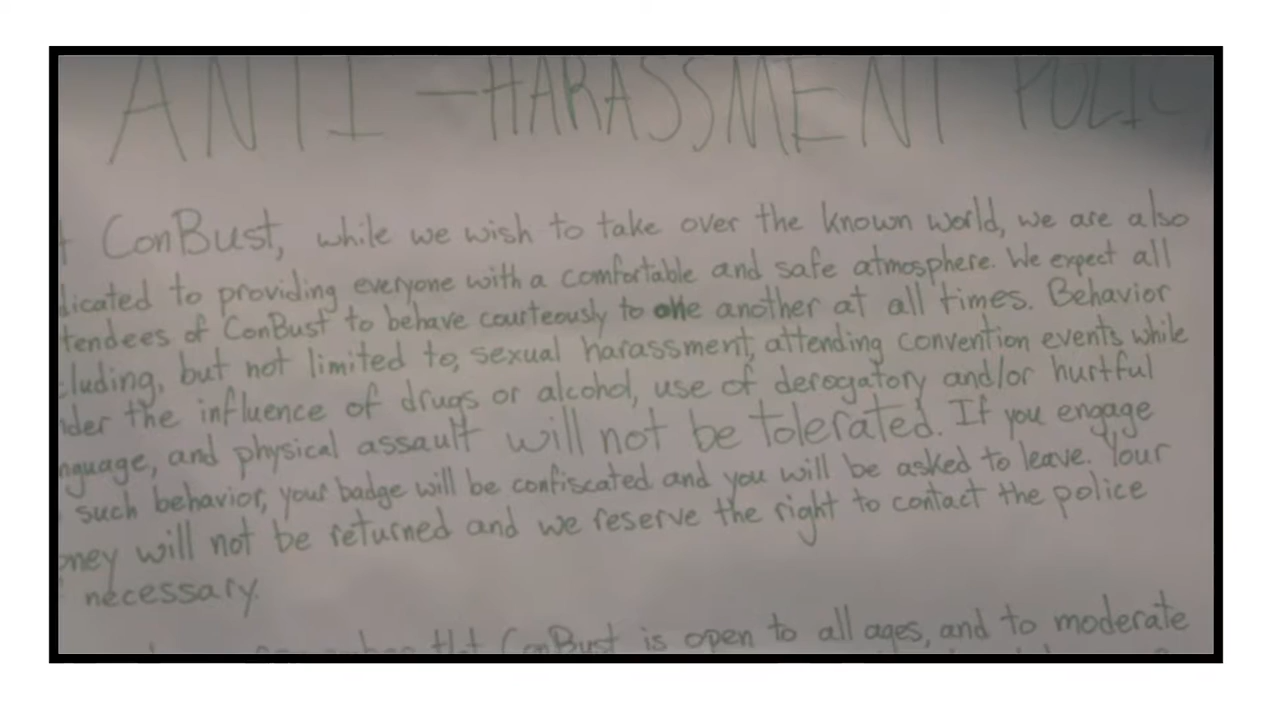 ANTI-HARASSMENT POLIC
t ConBust, while we wish to take over the known world, we are also
dicated to providing everyone with a comfortable and safe atmosphere. We expect all
tendees of ConBust to behave courteously to one another at all times. Behavior
cluding, but not limited to, sexual harassment, attending convention events while
nder the influence of drugs or alcohol, use of derogatory and/or hurtful
nguage, and physical assault will not be tolerated. If you engage
such behavior, your badge will be confiscated and you will be asked to leave. Your
oney will not be returned and we reserve the right to contact the police
necessary.
ConBust is open to all ages, and to moderate